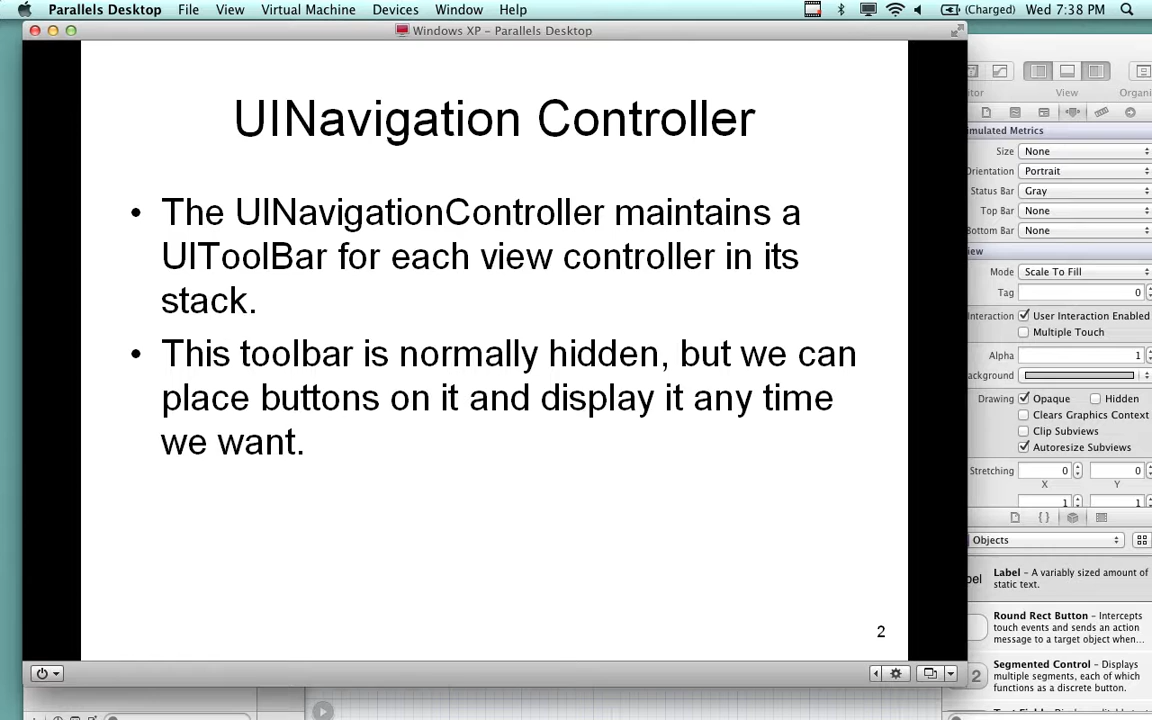 Parallels Desktop File View Virtual Machine Devices Window Help (Charged) Wed 7:38 PM
Windows XP – Parallels Desktop
UINavigation Controller
• The UINavigationController maintains a
UIToolBar for each view controller in its
stack.
• This toolbar is normally hidden, but we can
place buttons on it and display it any time
we want.
2
View
Simulated Metrics
Size None
Orientation Portrait
Status Bar Gray
Top Bar None
Bottom Bar None
Mode Scale To Fill
Tag 0
Interaction User Interaction Enabled
Multiple Touch
Alpha 1
Drawing Opaque Hidden
Clears Graphics Context
Clip Subviews
Autoresize Subviews
Stretching 0 0
X Y
1 1
Objects
Label – A variably sized amount of
static text.
Round Rect Button – Intercepts
touch events and sends an action
message to a target object when...
2
Segmented Control – Displays
multiple segments, each of which
functions as a discrete button.